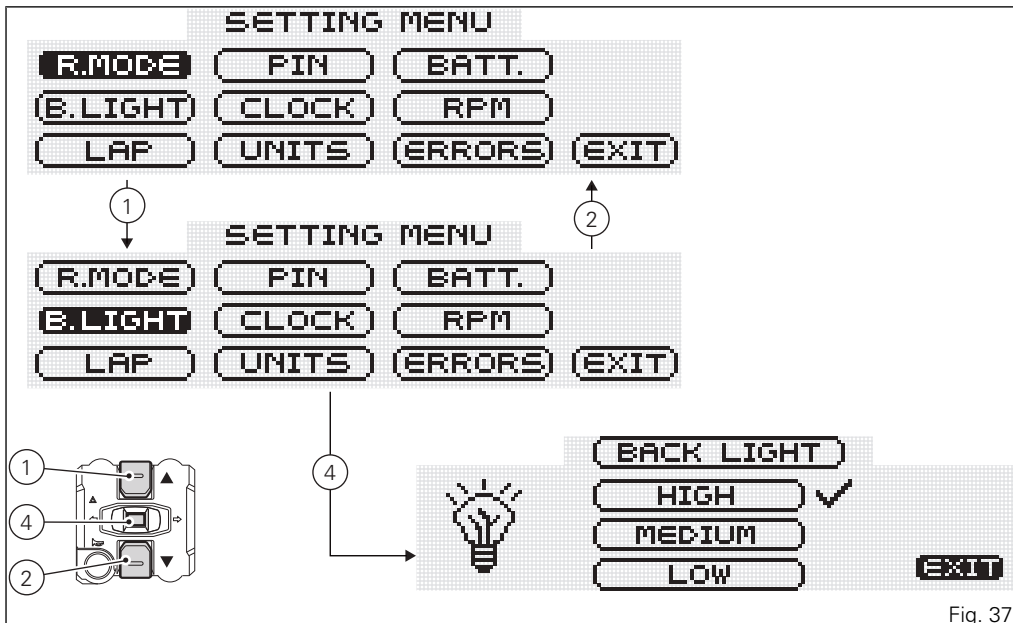 SETTING MENU
R.MODE PIN BATT.
B.LIGHT CLOCK RPM
LAP UNITS ERRORS EXIT
1
2
SETTING MENU
R.MODE PIN BATT.
B.LIGHT CLOCK RPM
LAP UNITS ERRORS EXIT
1
4
2
4
BACK LIGHT
HIGH
MEDIUM
LOW
EXIT
Fig. 37